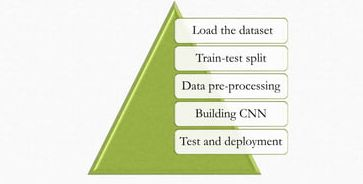 Load the dataset
Train-test split
Data pre-processing
Building CNN
Test and deployment